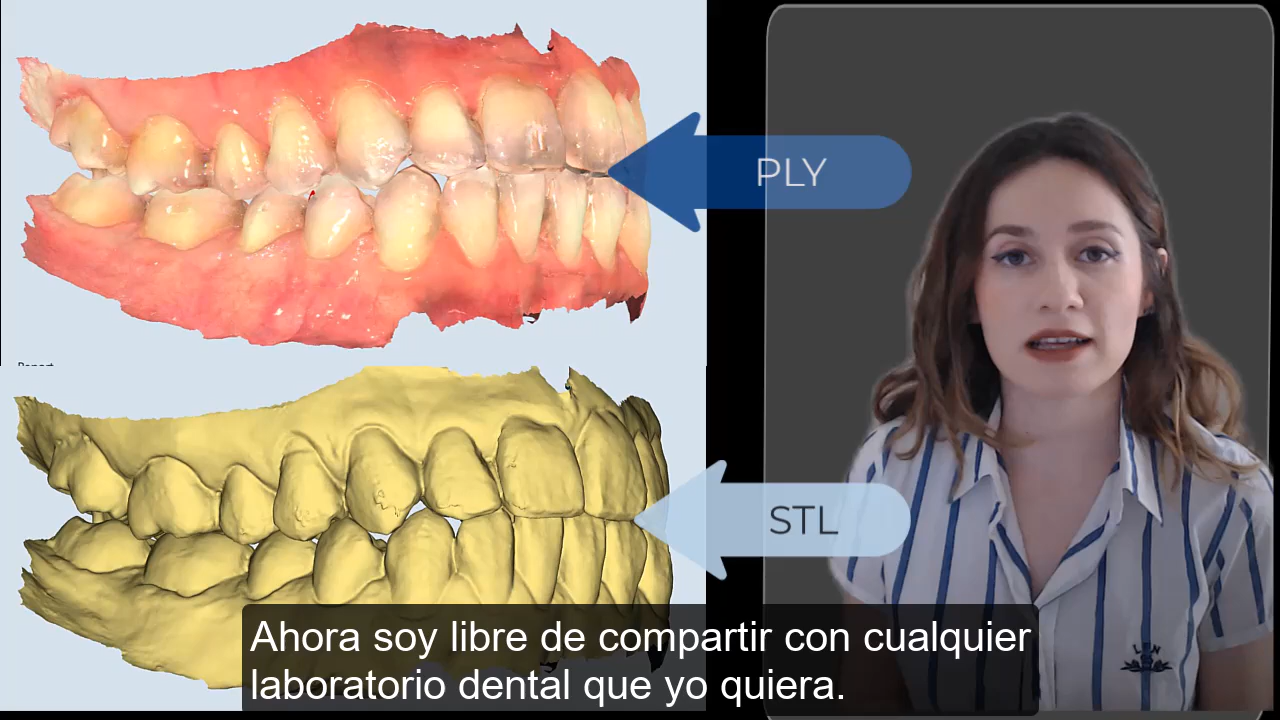 PLY
STL
Ahora soy libre de compartir con cualquier
laboratorio dental que yo quiera.